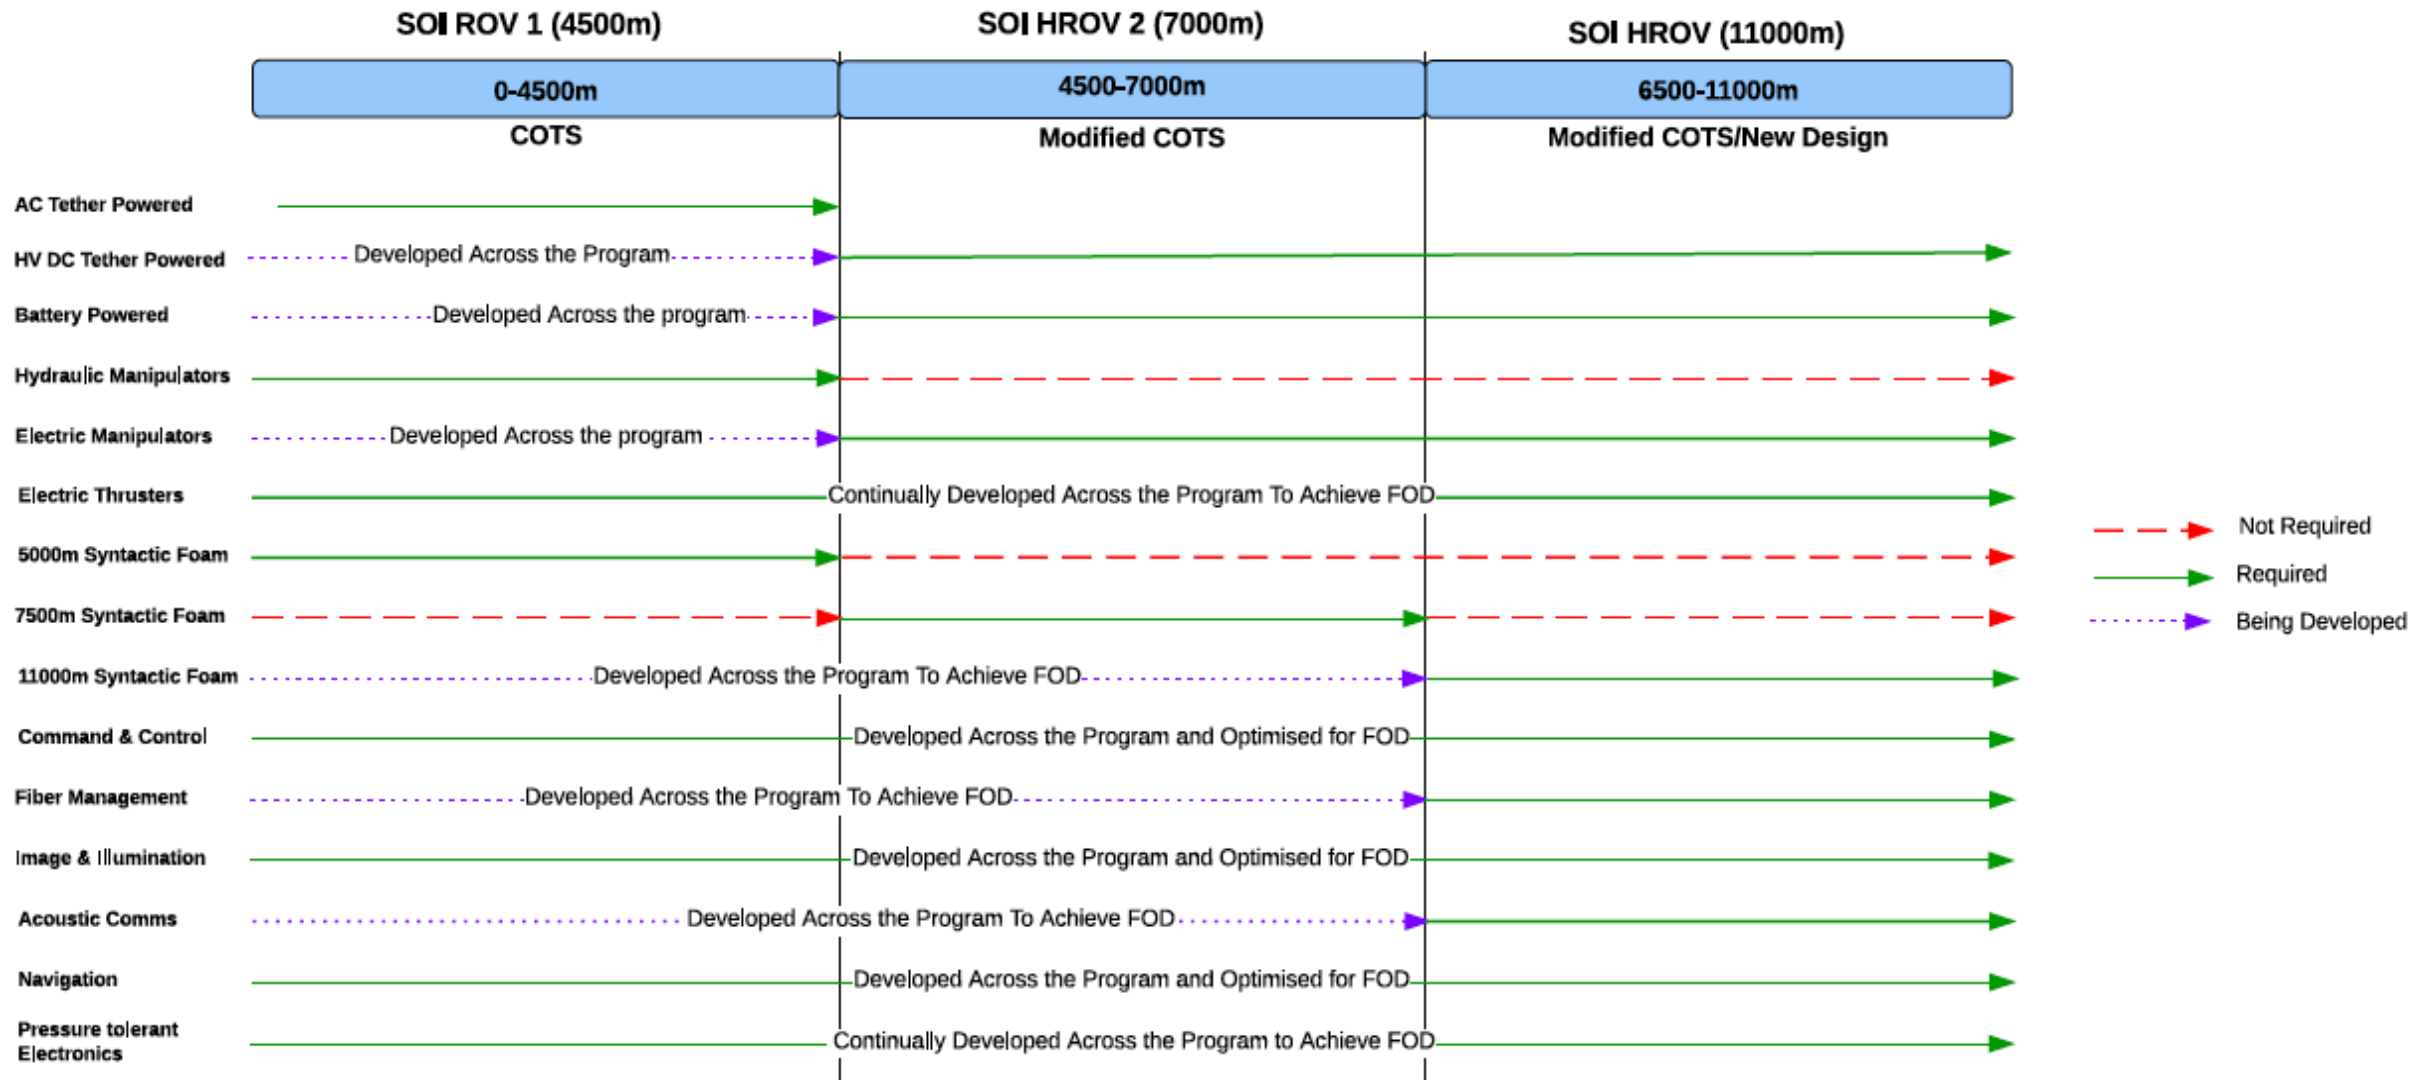 SOI ROV 1 (4500m)
SOI HROV 2 (7000m)
SOI HROV (11000m)
0-4500m
4500-7000m
6500-11000m
COTS
Modified COTS
Modified COTS/New Design
AC Tether Powered
HV DC Tether Powered
Developed Across the Program
Battery Powered
Developed Across the program
Hydraulic Manipulators
Electric Manipulators
Developed Across the program
Electric Thrusters
Continually Developed Across the Program To Achieve FOD
5000m Syntactic Foam
7500m Syntactic Foam
11000m Syntactic Foam
Developed Across the Program To Achieve FOD
Command & Control
Developed Across the Program and Optimised for FOD
Fiber Management
Developed Across the Program To Achieve FOD
Image & Illumination
Developed Across the Program and Optimised for FOD
Acoustic Comms
Developed Across the Program To Achieve FOD
Navigation
Developed Across the Program and Optimised for FOD
Pressure tolerant
Electronics
Continually Developed Across the Program to Achieve FOD
Not Required
Required
Being Developed